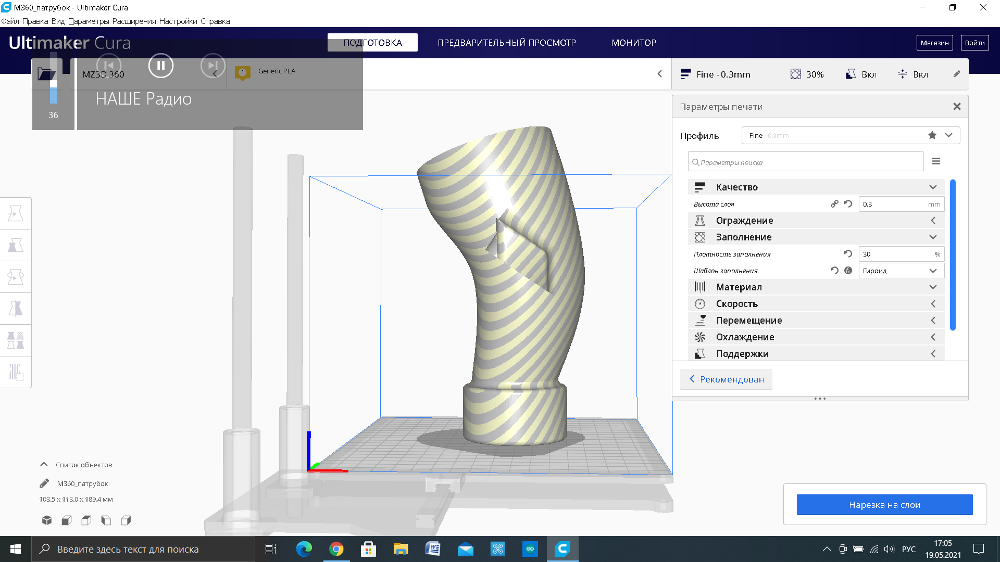 M360_патрубок - Ultimaker Cura
Файл Правка Вид Параметры Расширения Настройки Справка
Ultimaker Cura
ПОДГОТОВКА
ПРЕДВАРИТЕЛЬНЫЙ ПРОСМОТР
МОНИТОР
Магазин
Войти
MZ3D 360
1
Generic PLA
Fine - 0.3mm
30%
Вкл
Вкл
НАШЕ Радио
36
Параметры печати
Профиль
Fine - 0.1mm
Параметры поиска
Качество
Высота слоя
0.3
mm
Ограждение
Заполнение
Плотность заполнения
30
%
Шаблон заполнения
Гироид
Материал
Скорость
Перемещение
Охлаждение
Поддержки
Рекомендован
Список объектов
M360_патрубок
103.5 x 113.0 x 189.4 мм
Нарезка на слои
Введите здесь текст для поиска
РУС
17:05
19.05.2021